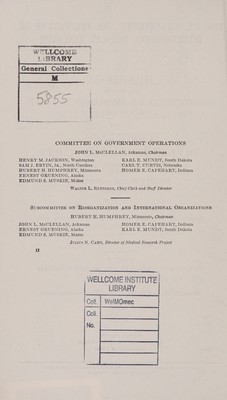 WELLCOME
LIBRARY
General Collections
M
5855
COMMITTEE ON GOVERNMENT OPERATIONS
JOHN L. McCLELLAN, Arkansas, Chairman
HENRY M. JACKSON, Washington KARL E. MUNDT, South Dakota
SAM J. ERVIN, Jr., North Carolina CARL T. CURTIS, Nebraska
HUBERT H. HUMPHREY, Minnesota HOMER E. CAPEHART, Indiana
ERNEST GRUENING, Alaska
EDMUND S. MUSKIE, Maine
WALTER L. REYNOLDS, Chief Clerk and Staff Director
SUBCOMMITTEE ON REORGANIZATION AND INTERNATIONAL ORGANIZATIONS
HUBERT H. HUMPHREY, Minnesota, Chairman
JOHN L. McCLELLAN, Arkansas HOMER E. CAPEHART, Indiana
ERNEST GRUENING, Alaska KARL E. MUNDT, South Dakota
EDMUND S. MUSKIE, Maine
JULIUS N. CAHN, Director of Medical Research Project
II
WELLCOME INSTITUTE
LIBRARY
Coll. WelMOmec
Coll.
No.